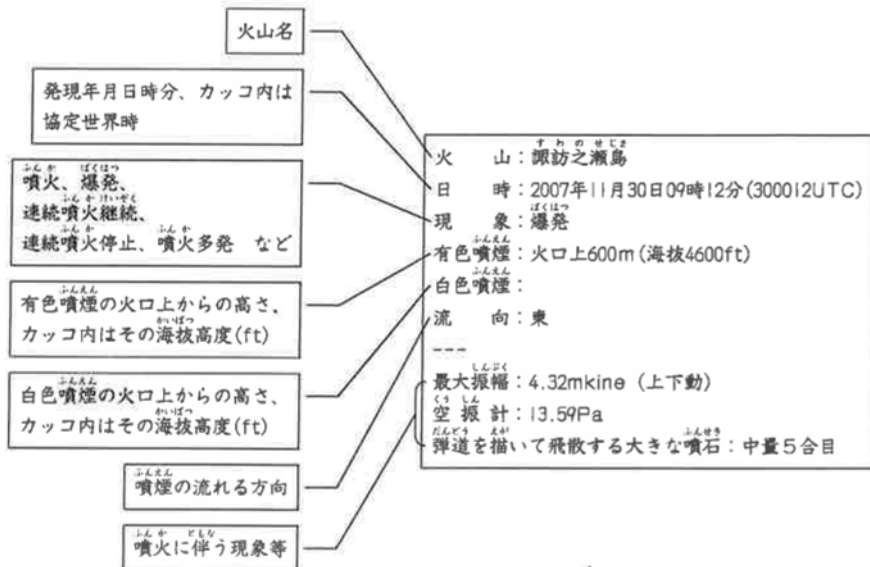 火山名
発現年月日時分、カッコ内は
協定世界時
噴火、爆発、
連続噴火継続、
連続噴火停止、噴火多発 など
有色噴煙の火口上からの高さ、
カッコ内はその海抜高度(ft)
白色噴煙の火口上からの高さ、
カッコ内はその海抜高度(ft)
噴煙の流れる方向
噴火に伴う現象等
火 山：諏訪之瀬島
日 時：2007年11月30日09時12分(300012UTC)
現 象：爆発
有色噴煙：火口上600m(海抜4600ft)
白色噴煙：
流 向：東
---
最大振幅：4.32mkine (上下動)
空振計：13.59Pa
弾道を描いて飛散する大きな噴石：中量5合目